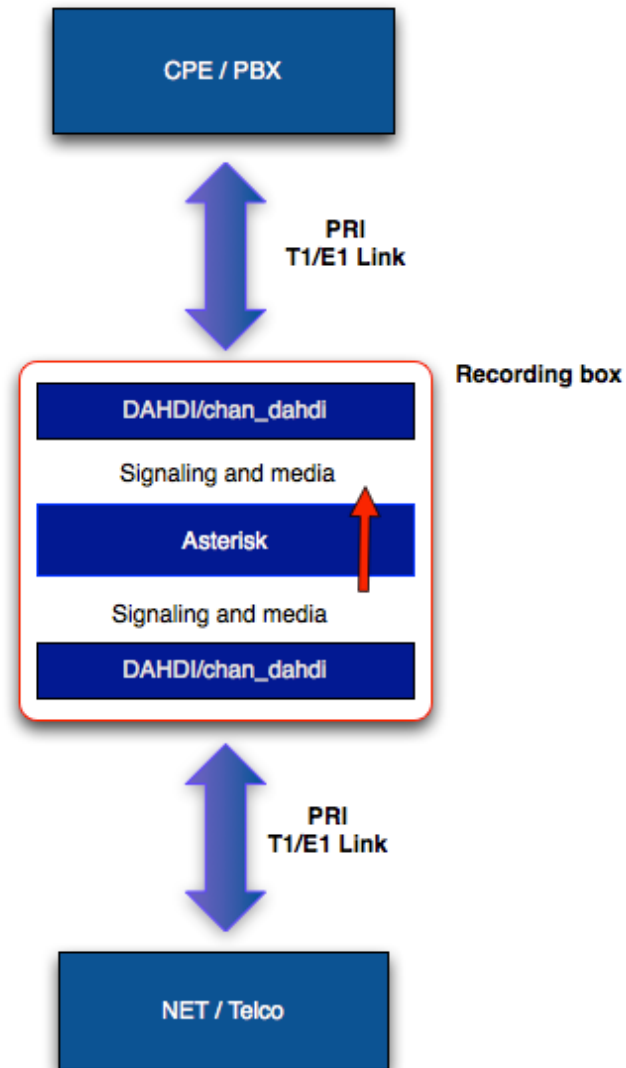 CPE / PBX
PRI
T1/E1 Link
Recording box
DAHDI/chan_dahdi
Signaling and media
Asterisk
Signaling and media
DAHDI/chan_dahdi
PRI
T1/E1 Link
NET / Telco